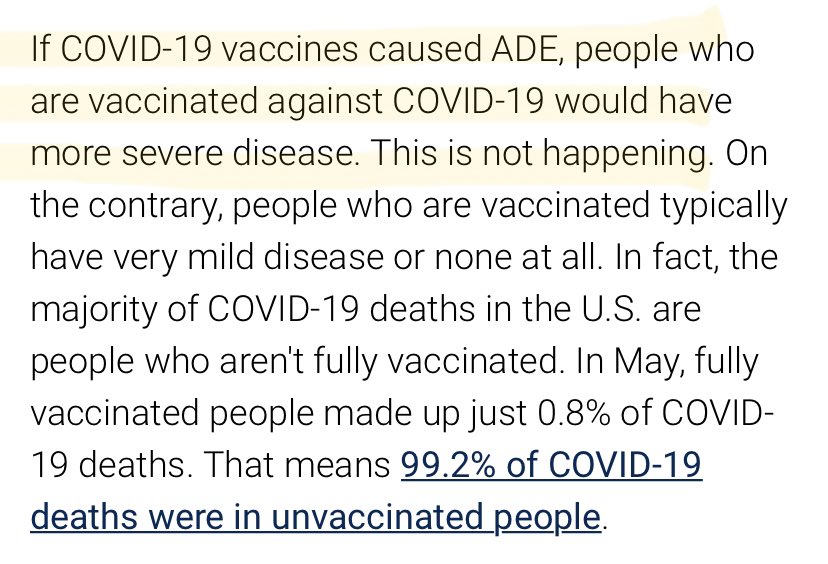 If COVID-19 vaccines caused ADE, people who
are vaccinated against COVID-19 would have
more severe disease. This is not happening. On
the contrary, people who are vaccinated typically
have very mild disease or none at all. In fact, the
majority of COVID-19 deaths in the U.S. are
people who aren't fully vaccinated. In May, fully
vaccinated people made up just 0.8% of COVID-
19 deaths. That means 99.2% of COVID-19
deaths were in unvaccinated people.